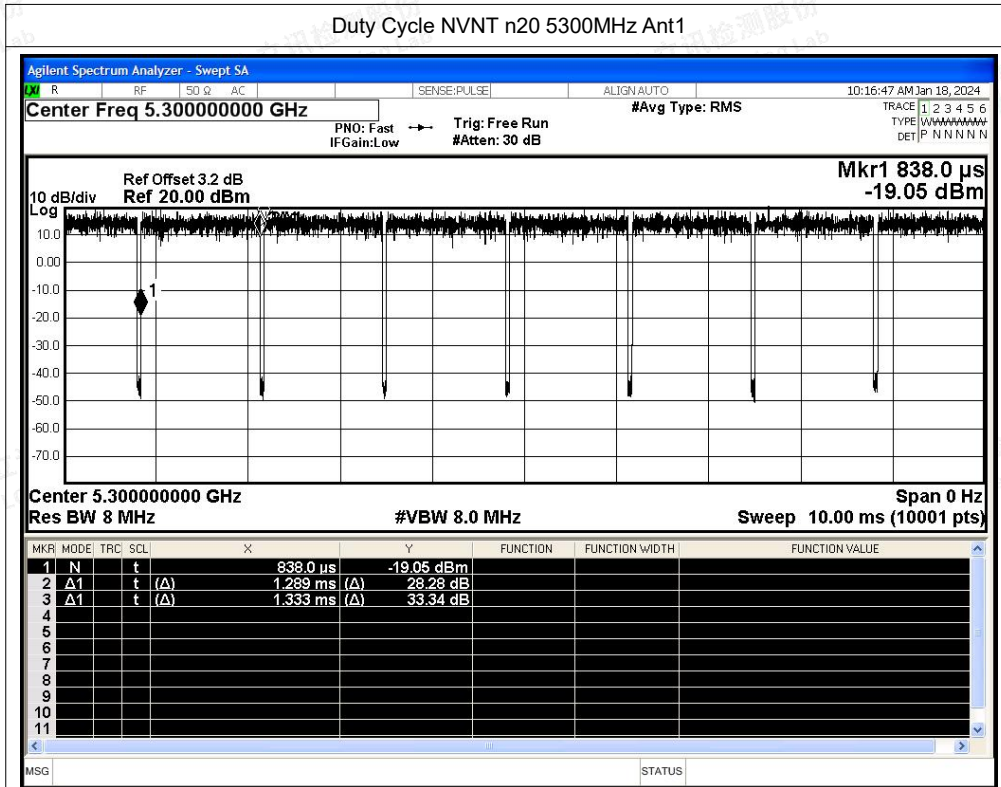 Duty Cycle NVNT n20 5300MHz Ant1
Agilent Spectrum Analyzer - Swept SA
LXI R RF 50 Ω AC SENSE:PULSE ALIGN AUTO 10:16:47 AM Jan 18, 2024
Center Freq 5.300000000 GHz #Avg Type: RMS TRACE 1 2 3 4 5 6
PNO: Fast Trig: Free Run TYPE
IFGain:Low #Atten: 30 dB DET P N N N N N
Mkr1 838.0 µs
Ref Offset 3.2 dB
10 dB/div Ref 20.00 dBm -19.05 dBm
Log
10.0
0.00
-10.0
1
-20.0
-30.0
-40.0
-50.0
-60.0
-70.0
Center 5.300000000 GHz Span 0 Hz
Res BW 8 MHz #VBW 8.0 MHz Sweep 10.00 ms (10001 pts)
MKR MODE TRC SCL X Y FUNCTION FUNCTION WIDTH FUNCTION VALUE
1 N t 838.0 µs -19.05 dBm
2 Δ1 t (Δ) 1.289 ms (Δ) 28.28 dB
3 Δ1 t (Δ) 1.333 ms (Δ) 33.34 dB
4
5
6
7
8
9
10
11
MSG STATUS